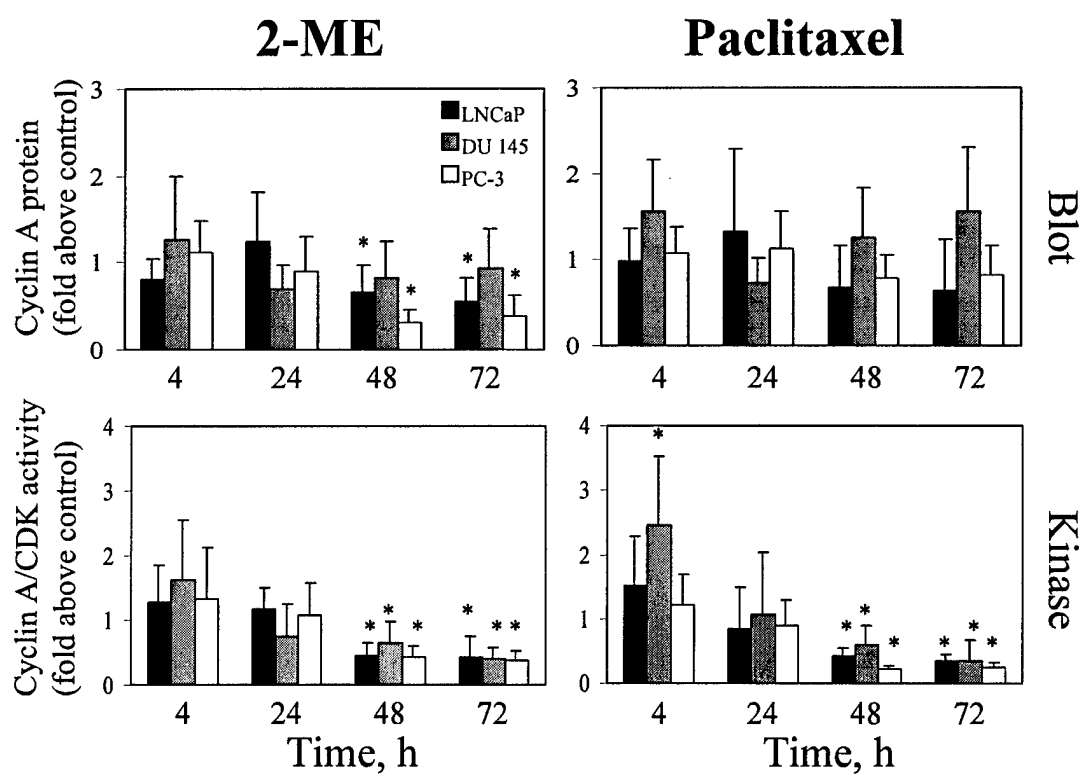 2-ME
Paclitaxel
Cyclin A protein
(fold above control)
3
2
1
0
LNCaP
DU 145
PC-3
*
*
*
*
4 24 48 72
3
2
1
0
4 24 48 72
Blot
Cyclin A/CDK activity
(fold above control)
4
3
2
1
0
* * *
* * *
4 24 48 72
Time, h
4
3
2
1
0
*
* * *
* * *
4 24 48 72
Time, h
Kinase